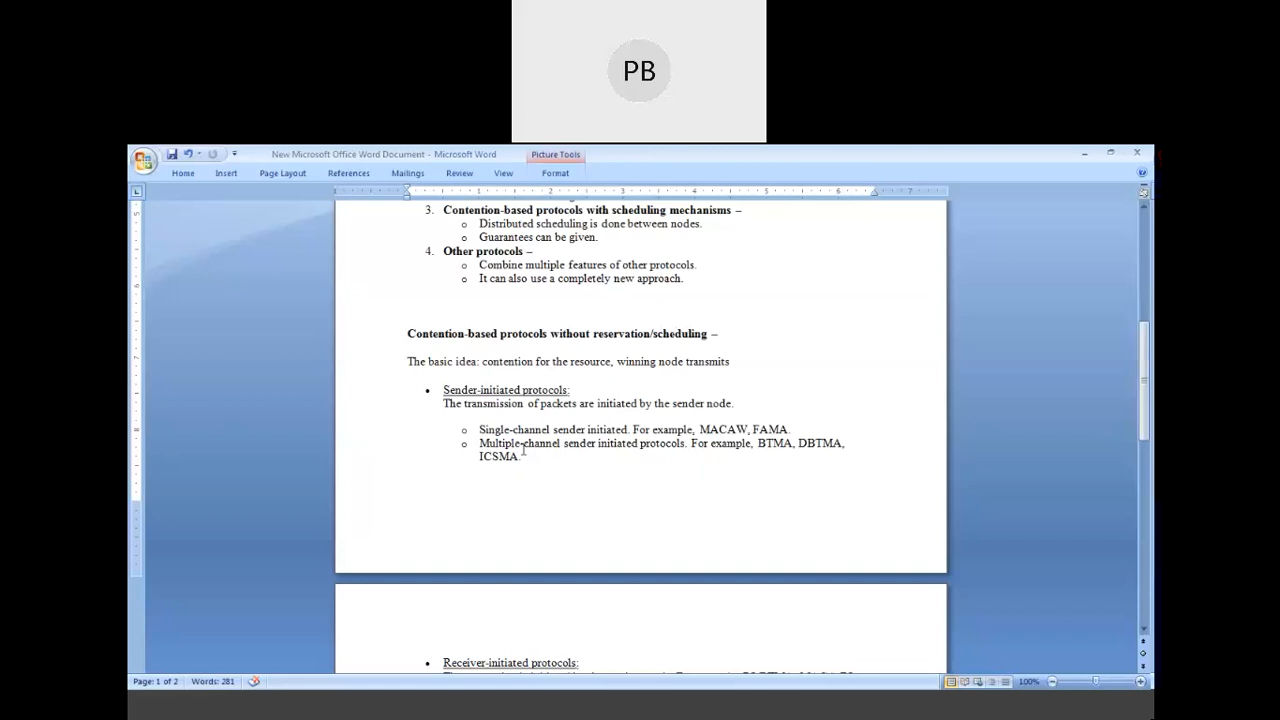 PB
New Microsoft Office Word Document - Microsoft Word
Picture Tools
Home Insert Page Layout References Mailings Review View Format
3. Contention-based protocols with scheduling mechanisms –
o Distributed scheduling is done between nodes.
o Guarantees can be given.
4. Other protocols –
o Combine multiple features of other protocols.
o It can also use a completely new approach.
Contention-based protocols without reservation/scheduling –
The basic idea: contention for the resource, winning node transmits
• Sender-initiated protocols:
The transmission of packets are initiated by the sender node.
o Single-channel sender initiated. For example, MACAW, FAMA.
o Multiple-channel sender initiated protocols. For example, BTMA, DBTMA,
ICSMA.
• Receiver-initiated protocols:
Page: 1 of 2 Words: 281 100%